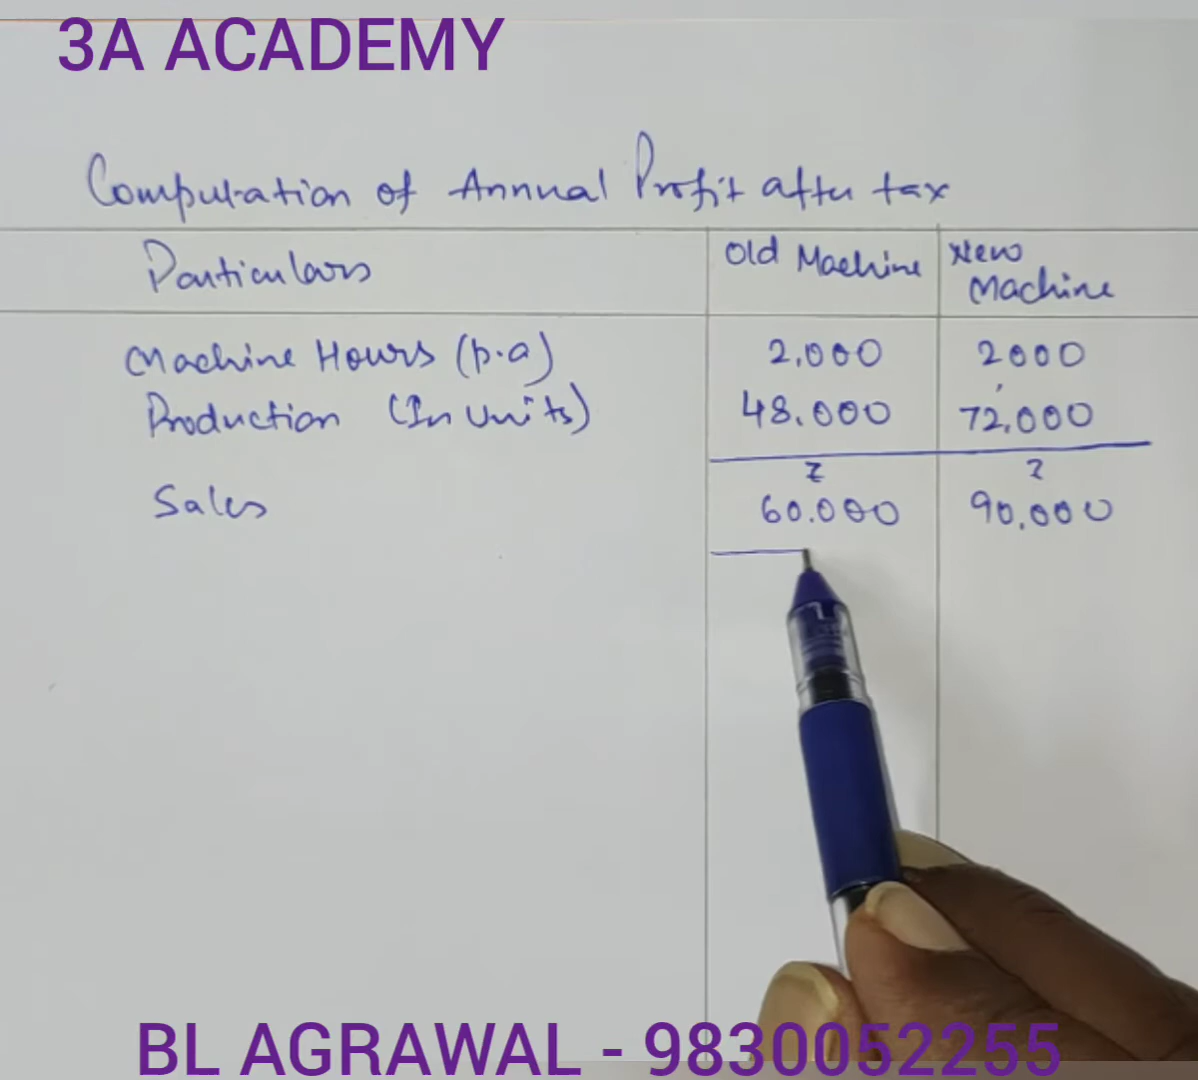 3A ACADEMY
Computation of Annual Profit after tax
Particulars Old Machine New Machine
Machine Hours (p.a) 2,000 2000
Production (In Units) 48.000 72,000
Sales 60.000 90,000
BL AGRAWAL - 9830052255